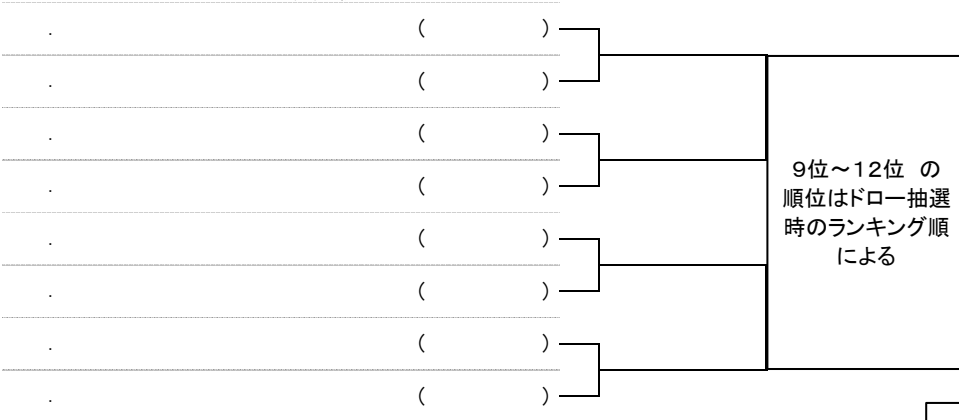 . ( )
. ( )
. ( )
. ( )
. ( )
. ( )
. ( )
. ( )
９位～１２位 の
順位はドロー抽選
時のランキング順
による